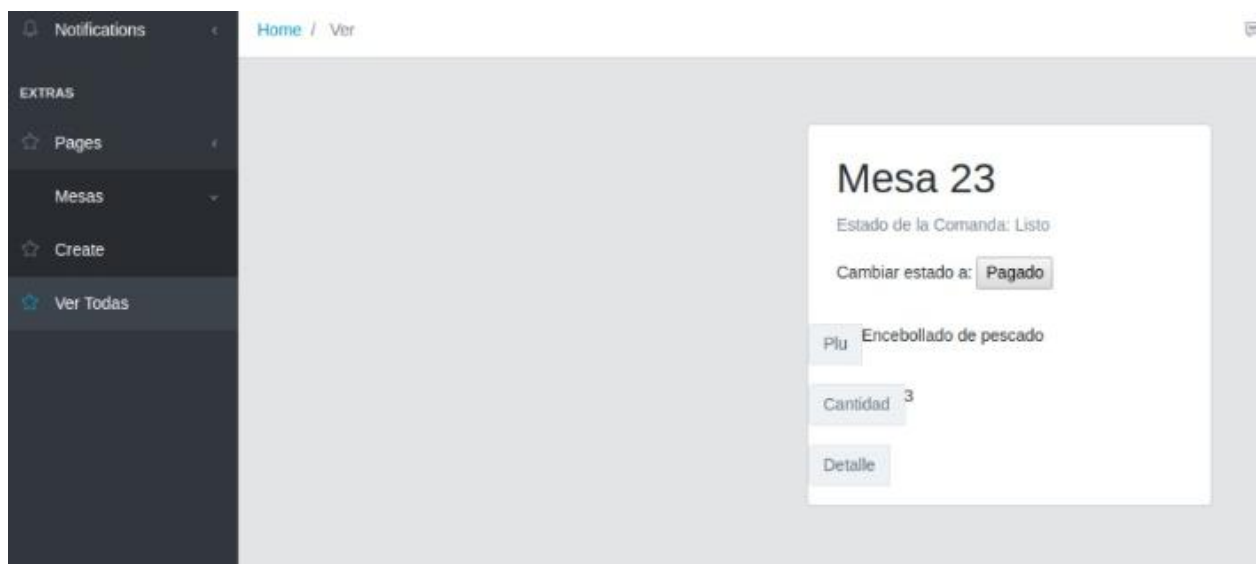 Notifications
Home / Ver
EXTRAS
Pages
Mesas
Create
Ver Todas
Mesa 23
Estado de la Comanda: Listo
Cambiar estado a: Pagado
Plu Encebollado de pescado
Cantidad 3
Detalle